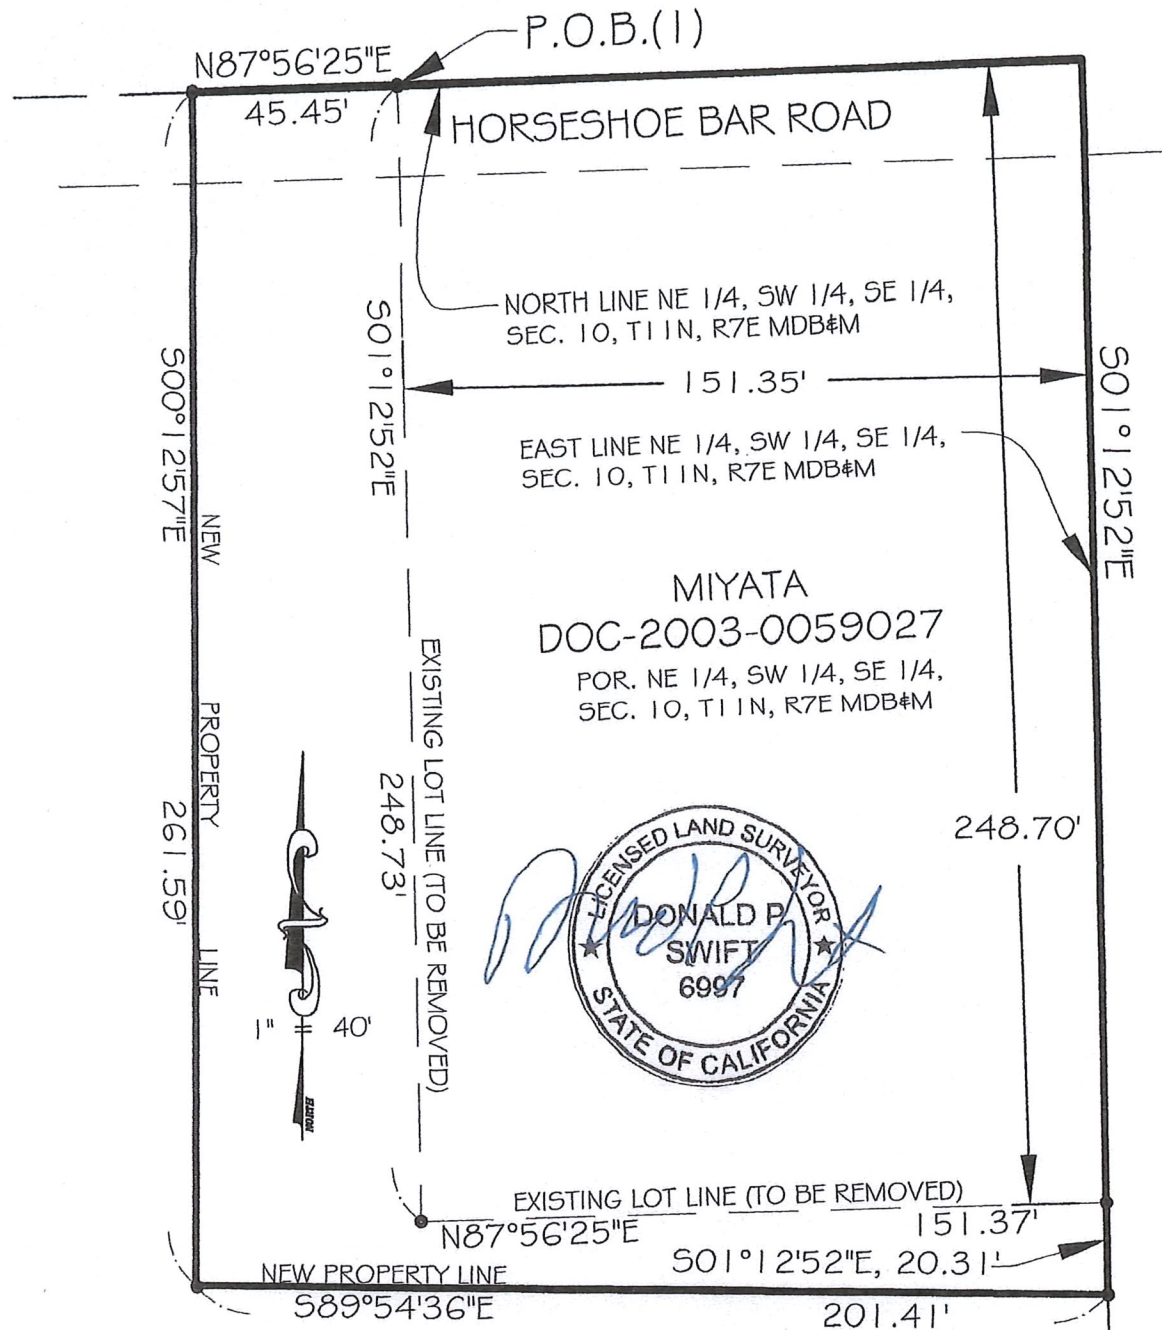 P.O.B.(1)
N87°56'25"E
45.45'
HORSESHOE BAR ROAD
NORTH LINE NE 1/4, SW 1/4, SE 1/4,
SEC. 10, T11N, R7E MDB&M
S01°12'52"E
151.35'
S00°12'57"E
S01°12'52"E
EAST LINE NE 1/4, SW 1/4, SE 1/4,
SEC. 10, T11N, R7E MDB&M
NEW PROPERTY LINE
261.59'
MIYATA
DOC-2003-0059027
POR. NE 1/4, SW 1/4, SE 1/4,
SEC. 10, T11N, R7E MDB&M
EXISTING LOT LINE (TO BE REMOVED)
248.73'
248.70'
LICENSED LAND SURVEYOR
DONALD P.
SWIFT
6997
STATE OF CALIFORNIA
1" = 40'
EXISTING LOT LINE (TO BE REMOVED)
N87°56'25"E
151.37'
S01°12'52"E, 20.31'
NEW PROPERTY LINE
S89°54'36"E
201.41'